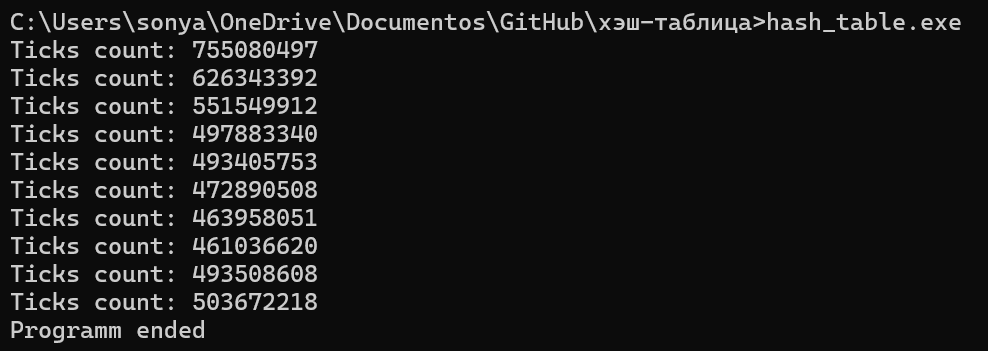 C:\Users\sonya\OneDrive\Documentos\GitHub\хэш-таблица>hash_table.exe
Ticks count: 755080497
Ticks count: 626343392
Ticks count: 551549912
Ticks count: 497883340
Ticks count: 493405753
Ticks count: 472890508
Ticks count: 463958051
Ticks count: 461036620
Ticks count: 493508608
Ticks count: 503672218
Programm ended